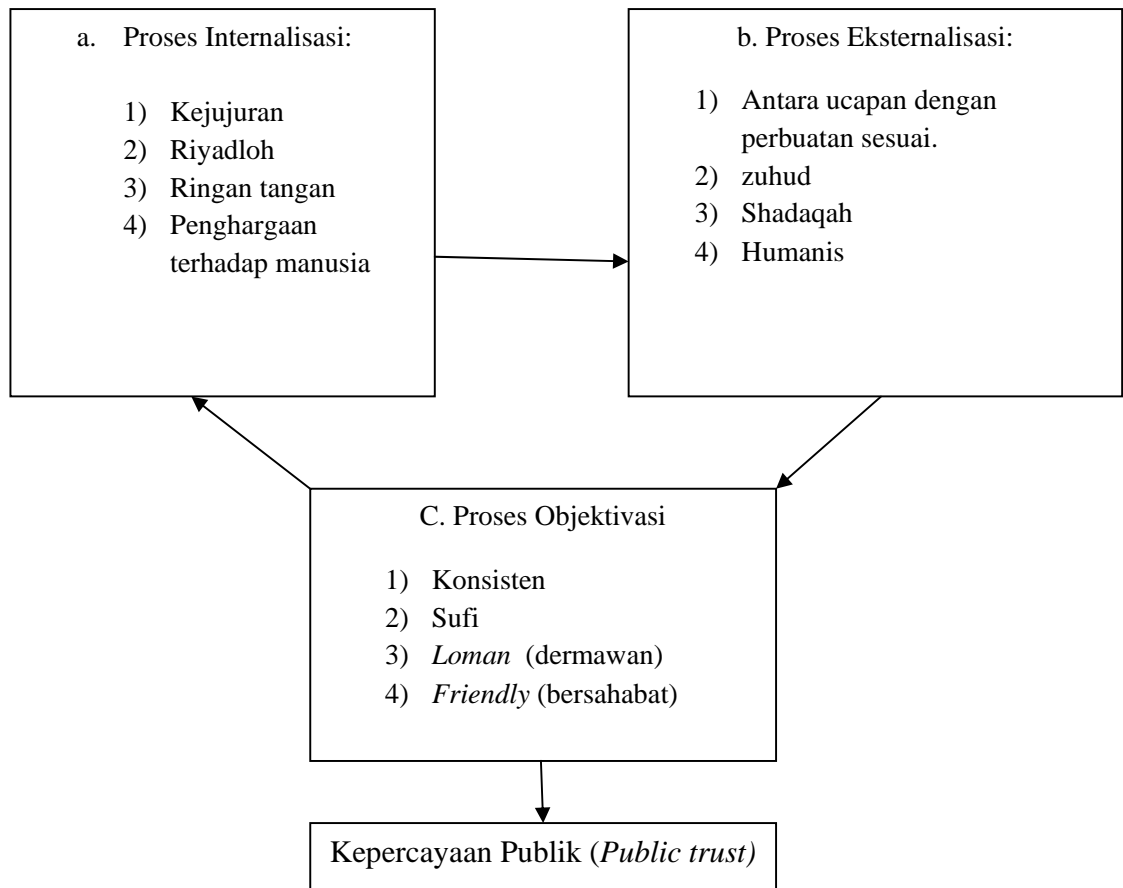 a. Proses Internalisasi:
1) Kejujuran
2) Riyadloh
3) Ringan tangan
4) Penghargaan
terhadap manusia
b. Proses Eksternalisasi:
1) Antara ucapan dengan
perbuatan sesuai.
2) zuhud
3) Shadaqah
4) Humanis
C. Proses Objektivasi
1) Konsisten
2) Sufi
3) Loman (dermawan)
4) Friendly (bersahabat)
Kepercayaan Publik (Public trust)